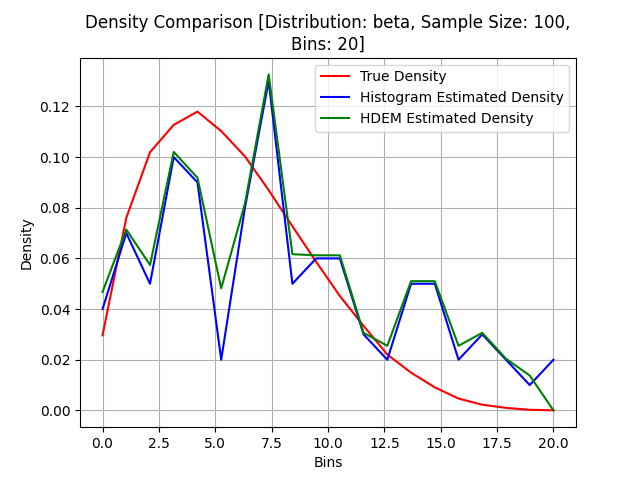 Density Comparison [Distribution: beta, Sample Size: 100,
Bins: 20]
True Density
Histogram Estimated Density
HDEM Estimated Density
Density
0.12
0.10
0.08
0.06
0.04
0.02
0.00
0.0 2.5 5.0 7.5 10.0 12.5 15.0 17.5 20.0
Bins